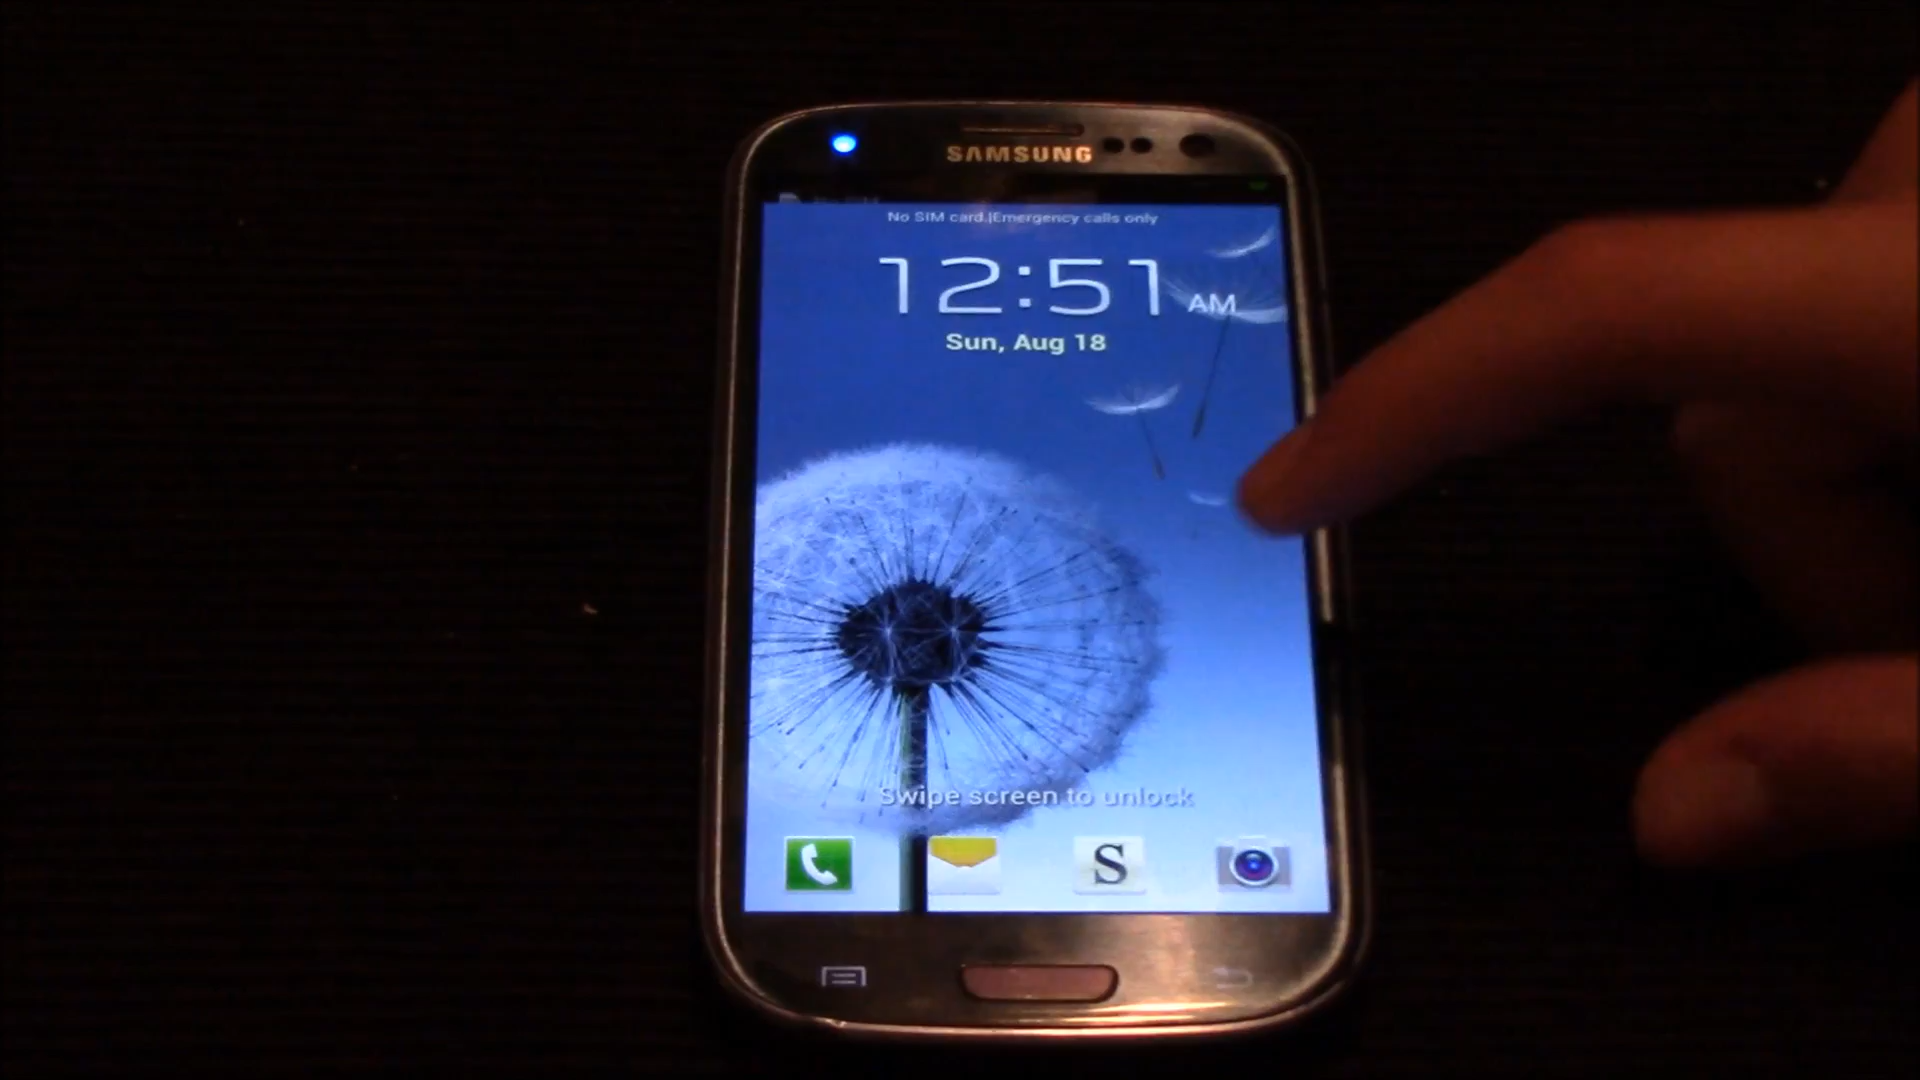 SAMSUNG
No SIM card.|Emergency calls only
12:51 AM
Sun, Aug 18
Swipe screen to unlock
S